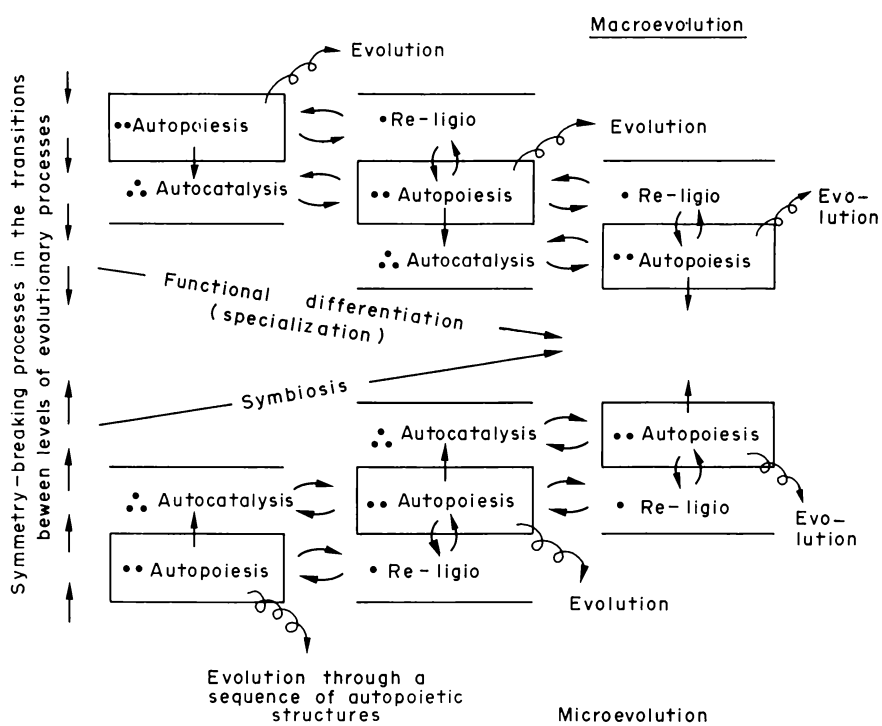 Macroevolution
Evolution
Autopoiesis
Re-ligio
Evolution
Autocatalysis
Autopoiesis
Re-ligio
Evo-
lution
Autocatalysis
Autopoiesis
Symmetry-breaking processes in the transitions
beween levels of evolutionary processes
Functional differentiation
(specialization)
Symbiosis
Autocatalysis
Autopoiesis
Autocatalysis
Autopoiesis
Re-ligio
Evo-
lution
Autopoiesis
Re-ligio
Evolution
Evolution through a
sequence of autopoietic
structures
Microevolution